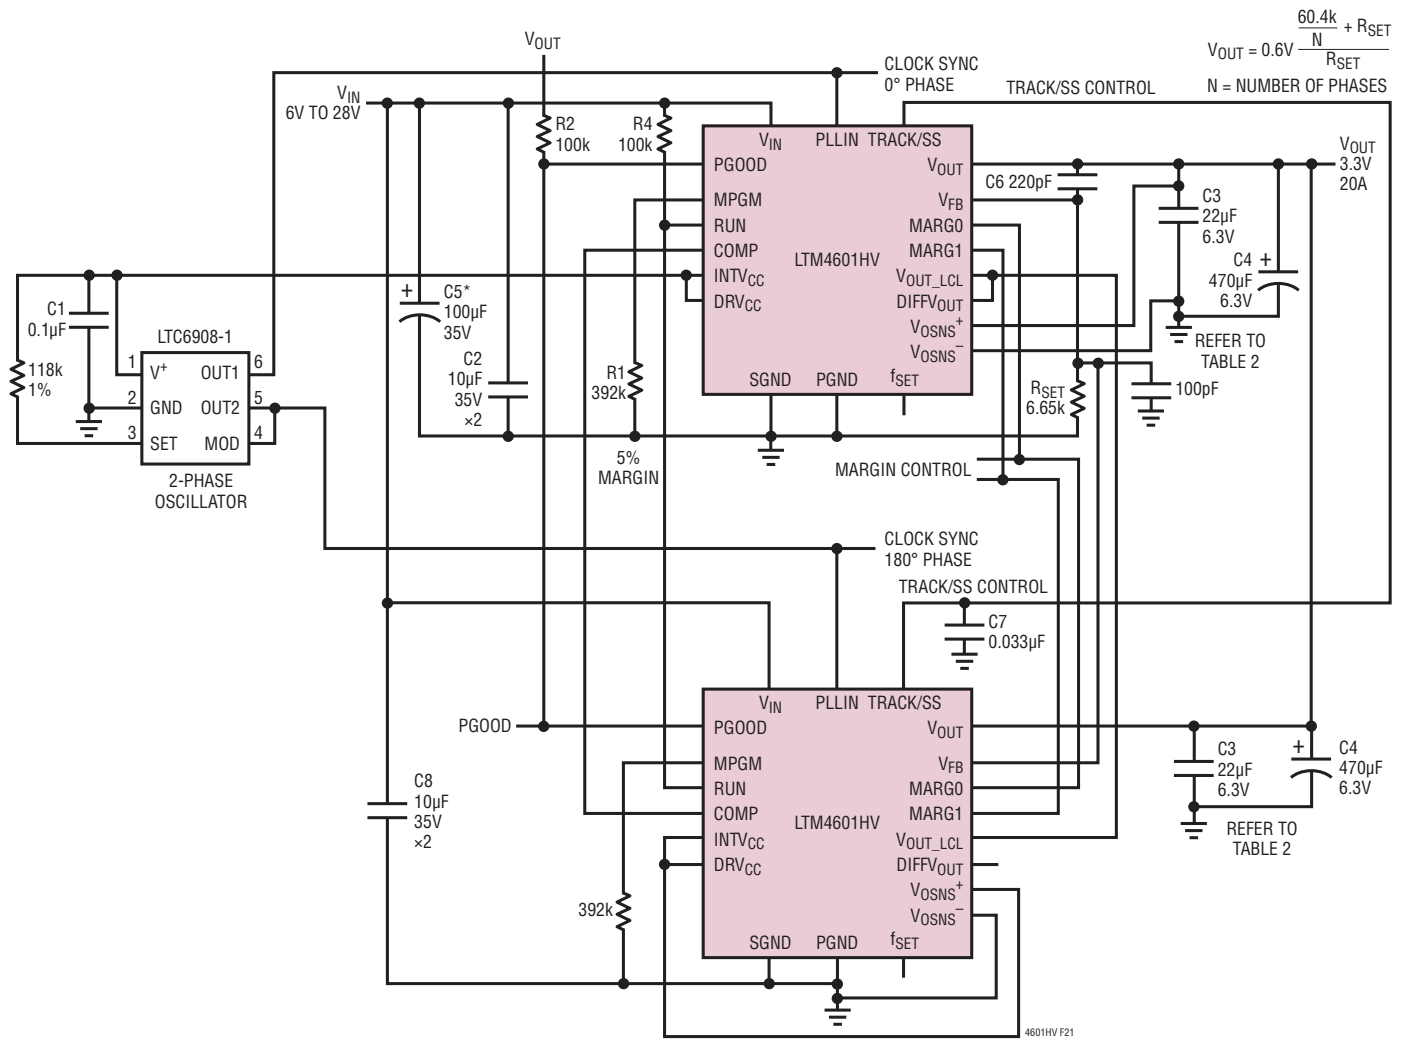 60.4k
N
+ RSET
VOUT = 0.6V
RSET
N = NUMBER OF PHASES
VOUT
CLOCK SYNC
0° PHASE
TRACK/SS CONTROL
VIN
6V TO 28V
R2
100k
R4
100k
VIN
PLLIN
TRACK/SS
PGOOD
MPGM
RUN
COMP
INTVCC
DRVCC
LTM4601HV
VOUT
VFB
MARG0
MARG1
VOUT_LCL
DIFFVOUT
VOSNS+
VOSNS–
SGND
PGND
fSET
C6 220pF
VOUT
3.3V
20A
C3
22µF
6.3V
C4
+
470µF
6.3V
REFER TO
TABLE 2
RSET
6.65k
100pF
C1
0.1µF
118k
1%
LTC6908-1
1
V+
OUT1
6
2
GND
OUT2
5
3
SET
MOD
4
2-PHASE
OSCILLATOR
+
C5*
100µF
35V
C2
10µF
35V
×2
R1
392k
5%
MARGIN
MARGIN CONTROL
CLOCK SYNC
180° PHASE
TRACK/SS CONTROL
C7
0.033µF
VIN
PLLIN
TRACK/SS
PGOOD
PGOOD
MPGM
RUN
COMP
INTVCC
DRVCC
LTM4601HV
VOUT
VFB
MARG0
MARG1
VOUT_LCL
DIFFVOUT
VOSNS+
VOSNS–
SGND
PGND
fSET
C8
10µF
35V
×2
392k
C3
22µF
6.3V
+
C4
470µF
6.3V
REFER TO
TABLE 2
4601HV F21